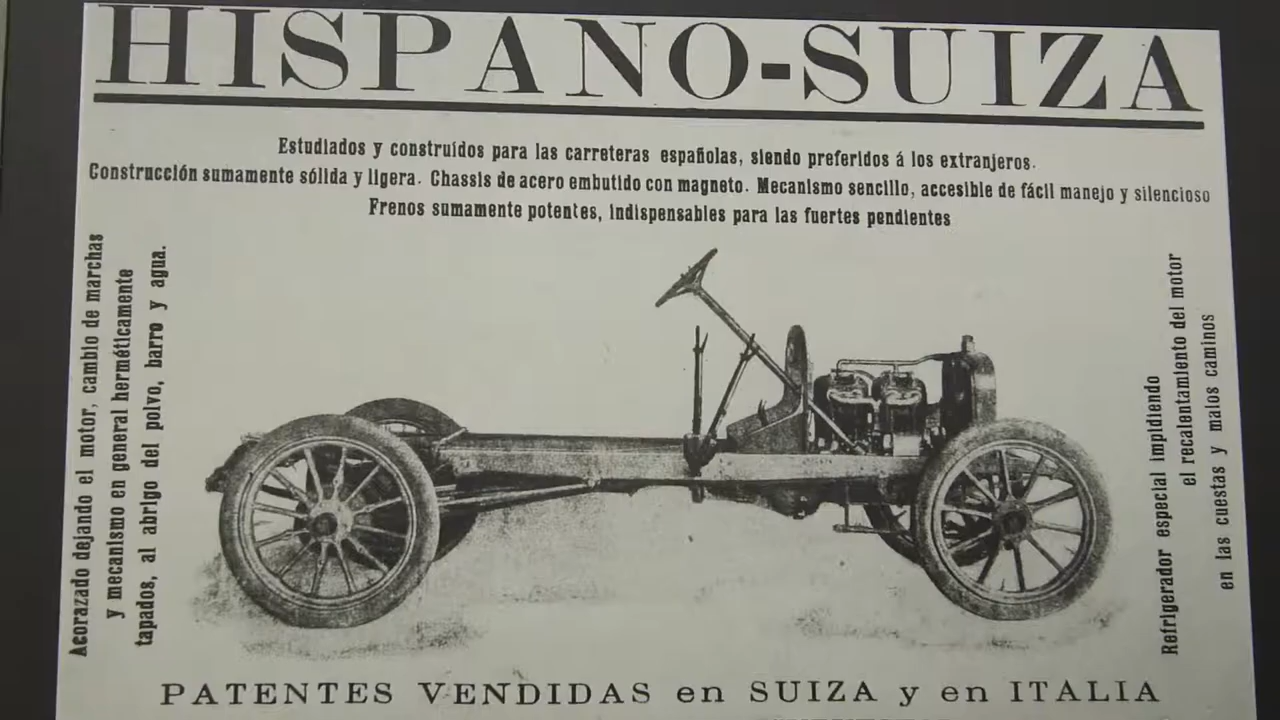 HISPANO-SUIZA
Estudiados y construídos para las carreteras españolas, siendo preferidos á los extranjeros.
Construcción sumamente sólida y ligera. Chassis de acero embutido con magneto. Mecanismo sencillo, accesible de fácil manejo y silencioso
Frenos sumamente potentes, indispensables para las fuertes pendientes
Acorazado dejando el motor, cambio de marchas
y mecanismo en general herméticamente
tapados, al abrigo del polvo, barro y agua.
Refrigerador especial impidiendo
el recalentamiento del motor
en las cuestas y malos caminos
PATENTES VENDIDAS en SUIZA y en ITALIA